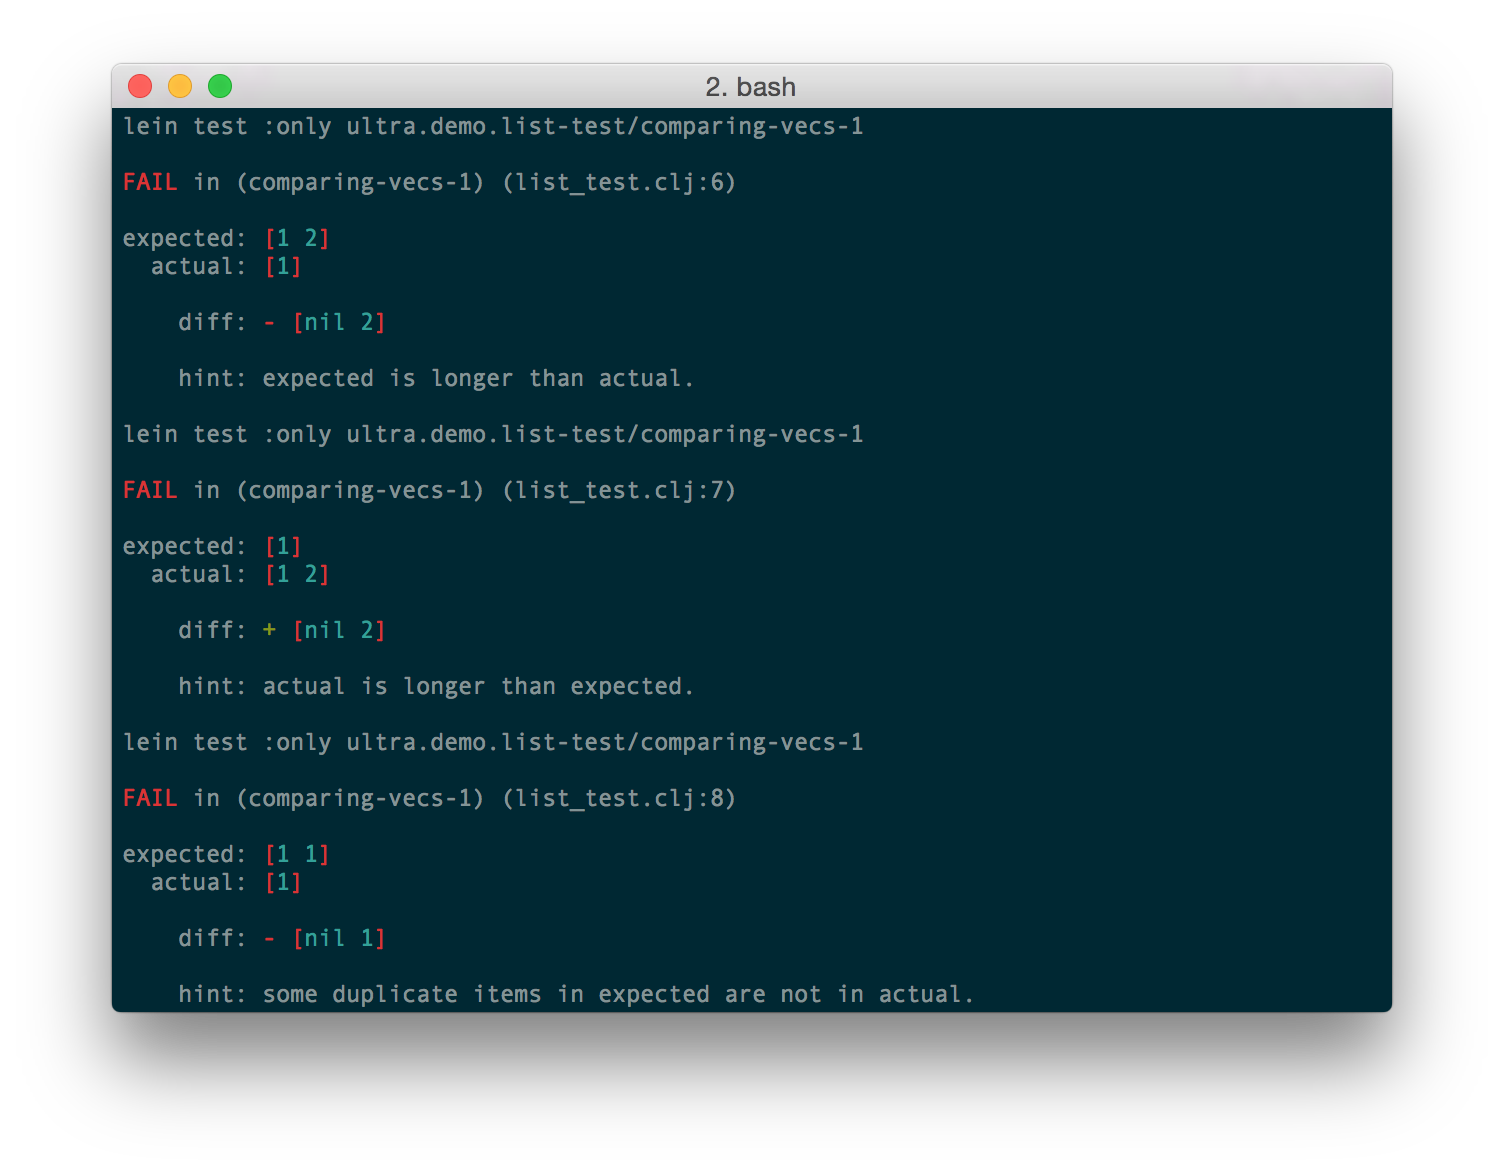 2. bash
lein test :only ultra.demo.list-test/comparing-vecs-1
FAIL in (comparing-vecs-1) (list_test.clj:6)
expected: [1 2]
actual: [1]
diff: - [nil 2]
hint: expected is longer than actual.
lein test :only ultra.demo.list-test/comparing-vecs-1
FAIL in (comparing-vecs-1) (list_test.clj:7)
expected: [1]
actual: [1 2]
diff: + [nil 2]
hint: actual is longer than expected.
lein test :only ultra.demo.list-test/comparing-vecs-1
FAIL in (comparing-vecs-1) (list_test.clj:8)
expected: [1 1]
actual: [1]
diff: - [nil 1]
hint: some duplicate items in expected are not in actual.